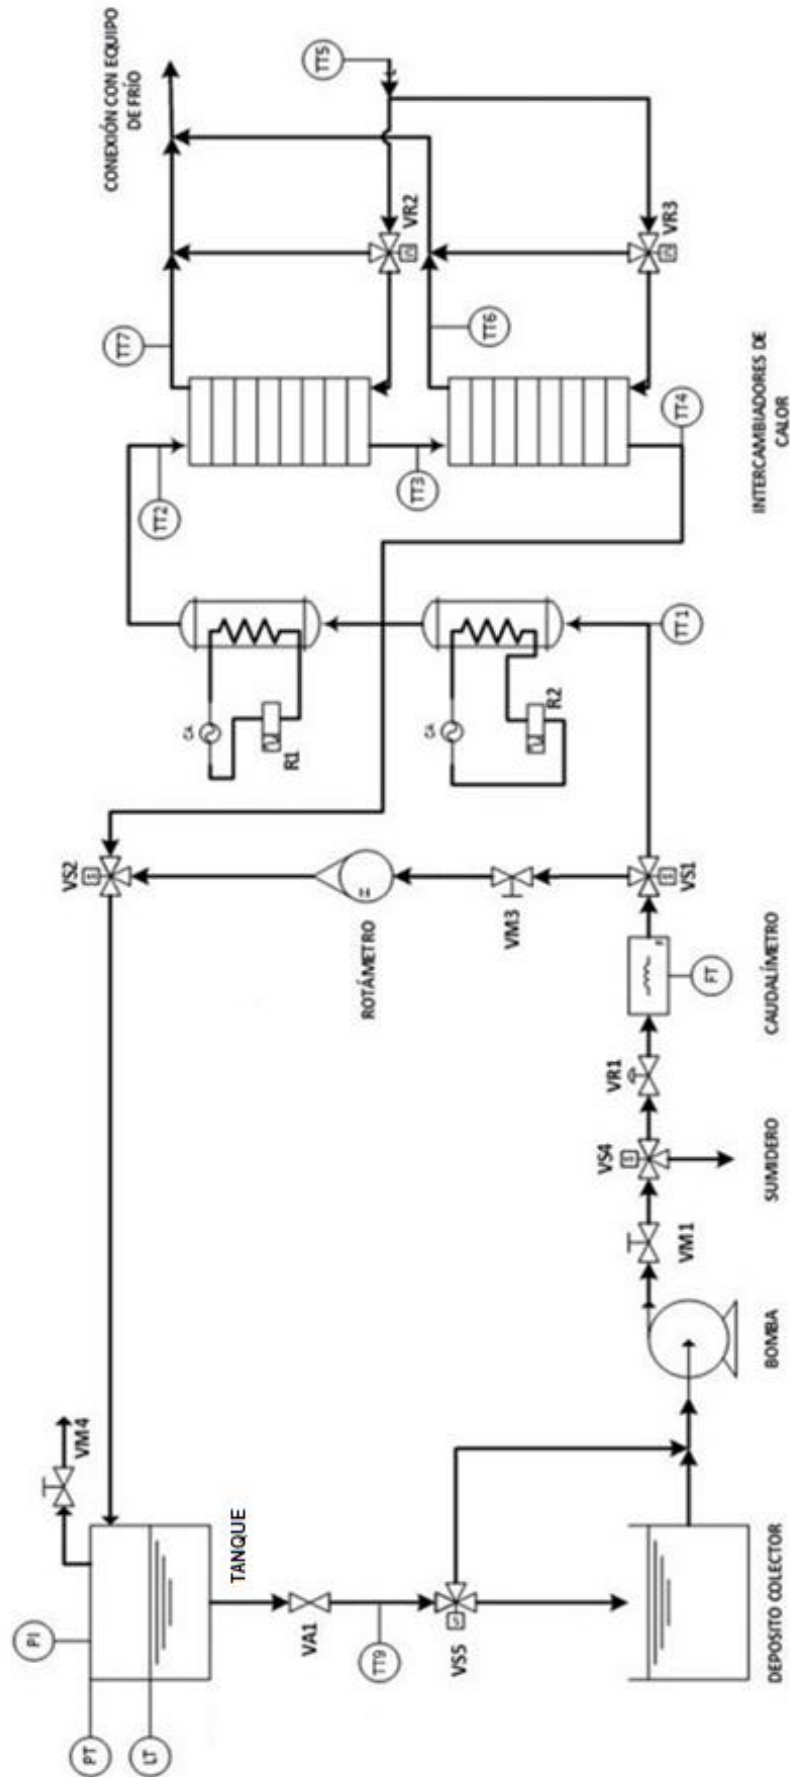 PI
PT
LT
VM4
VS2
CONEXIÓN CON EQUIPO
DE FRÍO
TT7
TT2
TANQUE
CA
R1
TT5
VA1
TT9
ROTÁMETRO
TT3
VR2
VS5
CA
R2
TT6
VM3
VS4
VR1
VS1
VR3
VM1
FT
TT1
TT4
DEPOSITO COLECTOR
BOMBA
SUMIDERO
CAUDALÍMETRO
INTERCAMBIADORES DE
CALOR